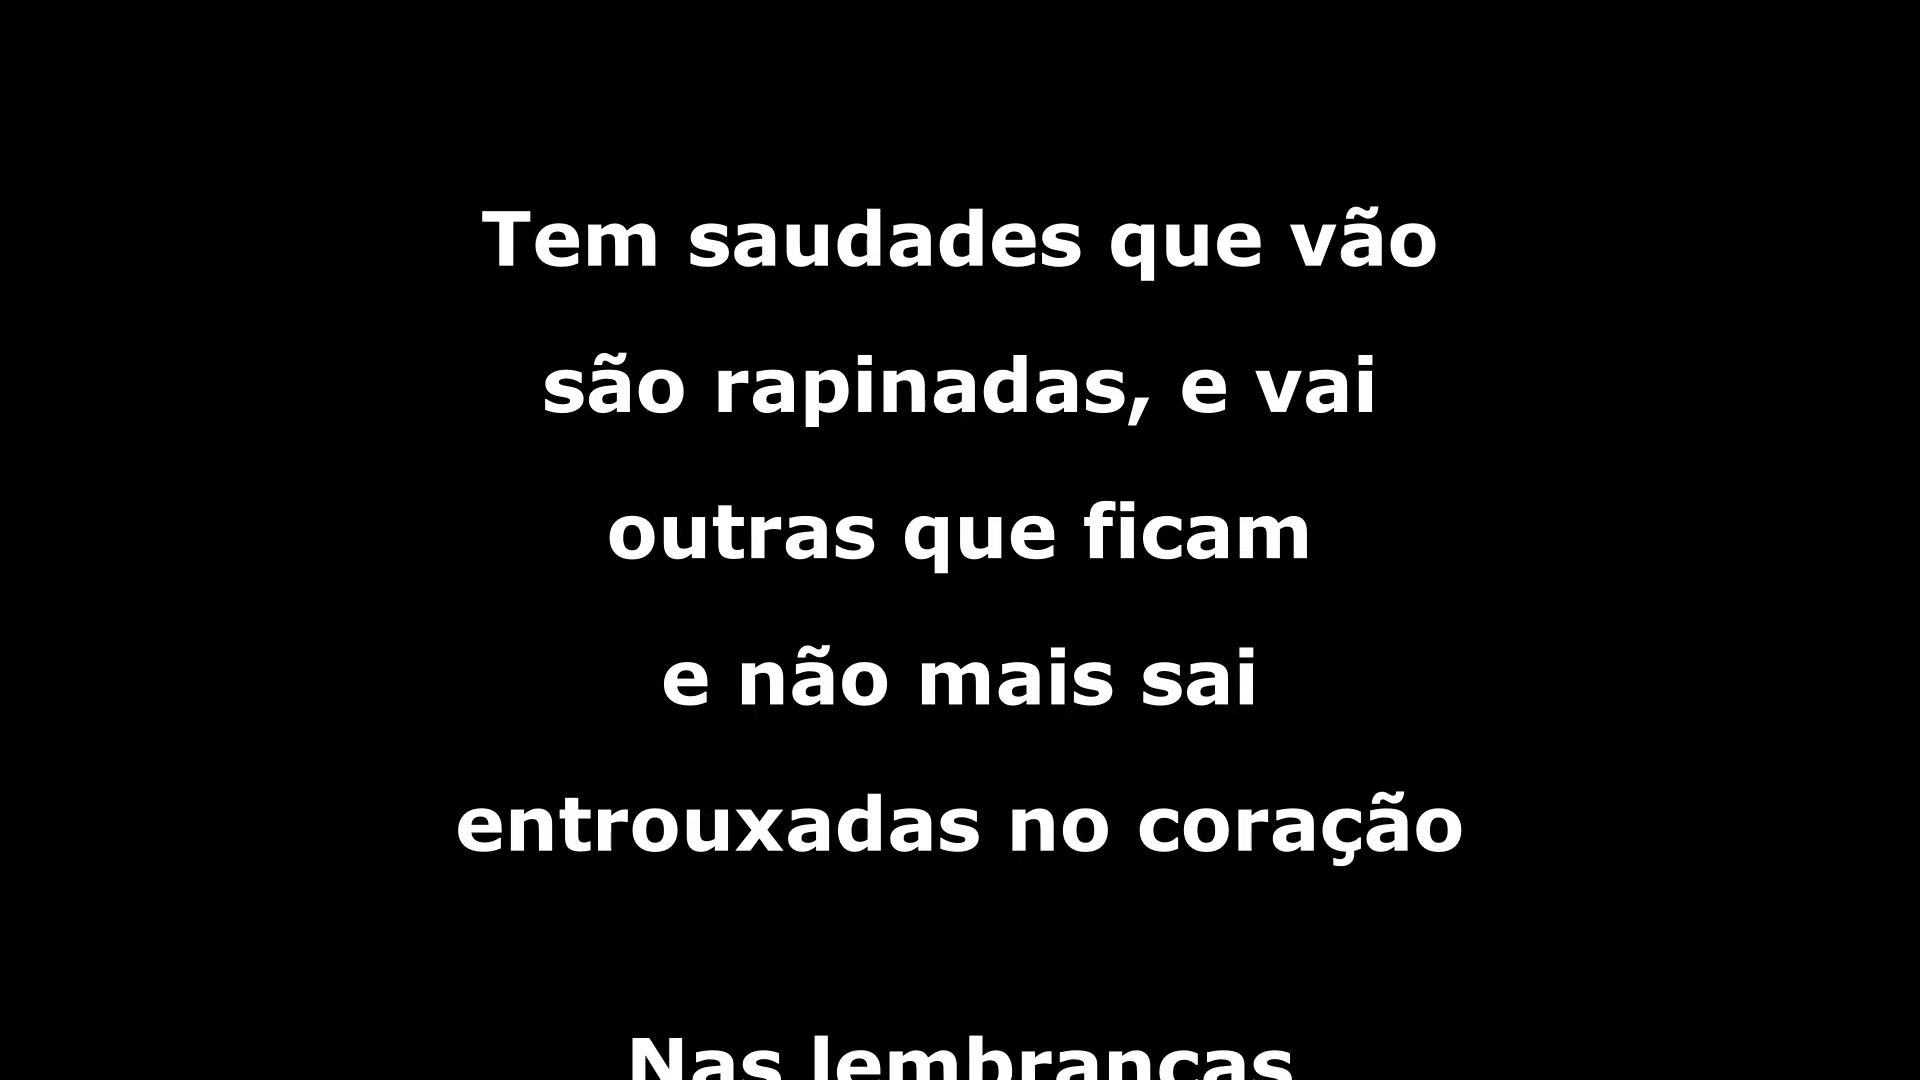 Tem saudades que vão
são rapinadas, e vai
outras que ficam
e não mais sai
entrouxadas no coração
Nas lembranças